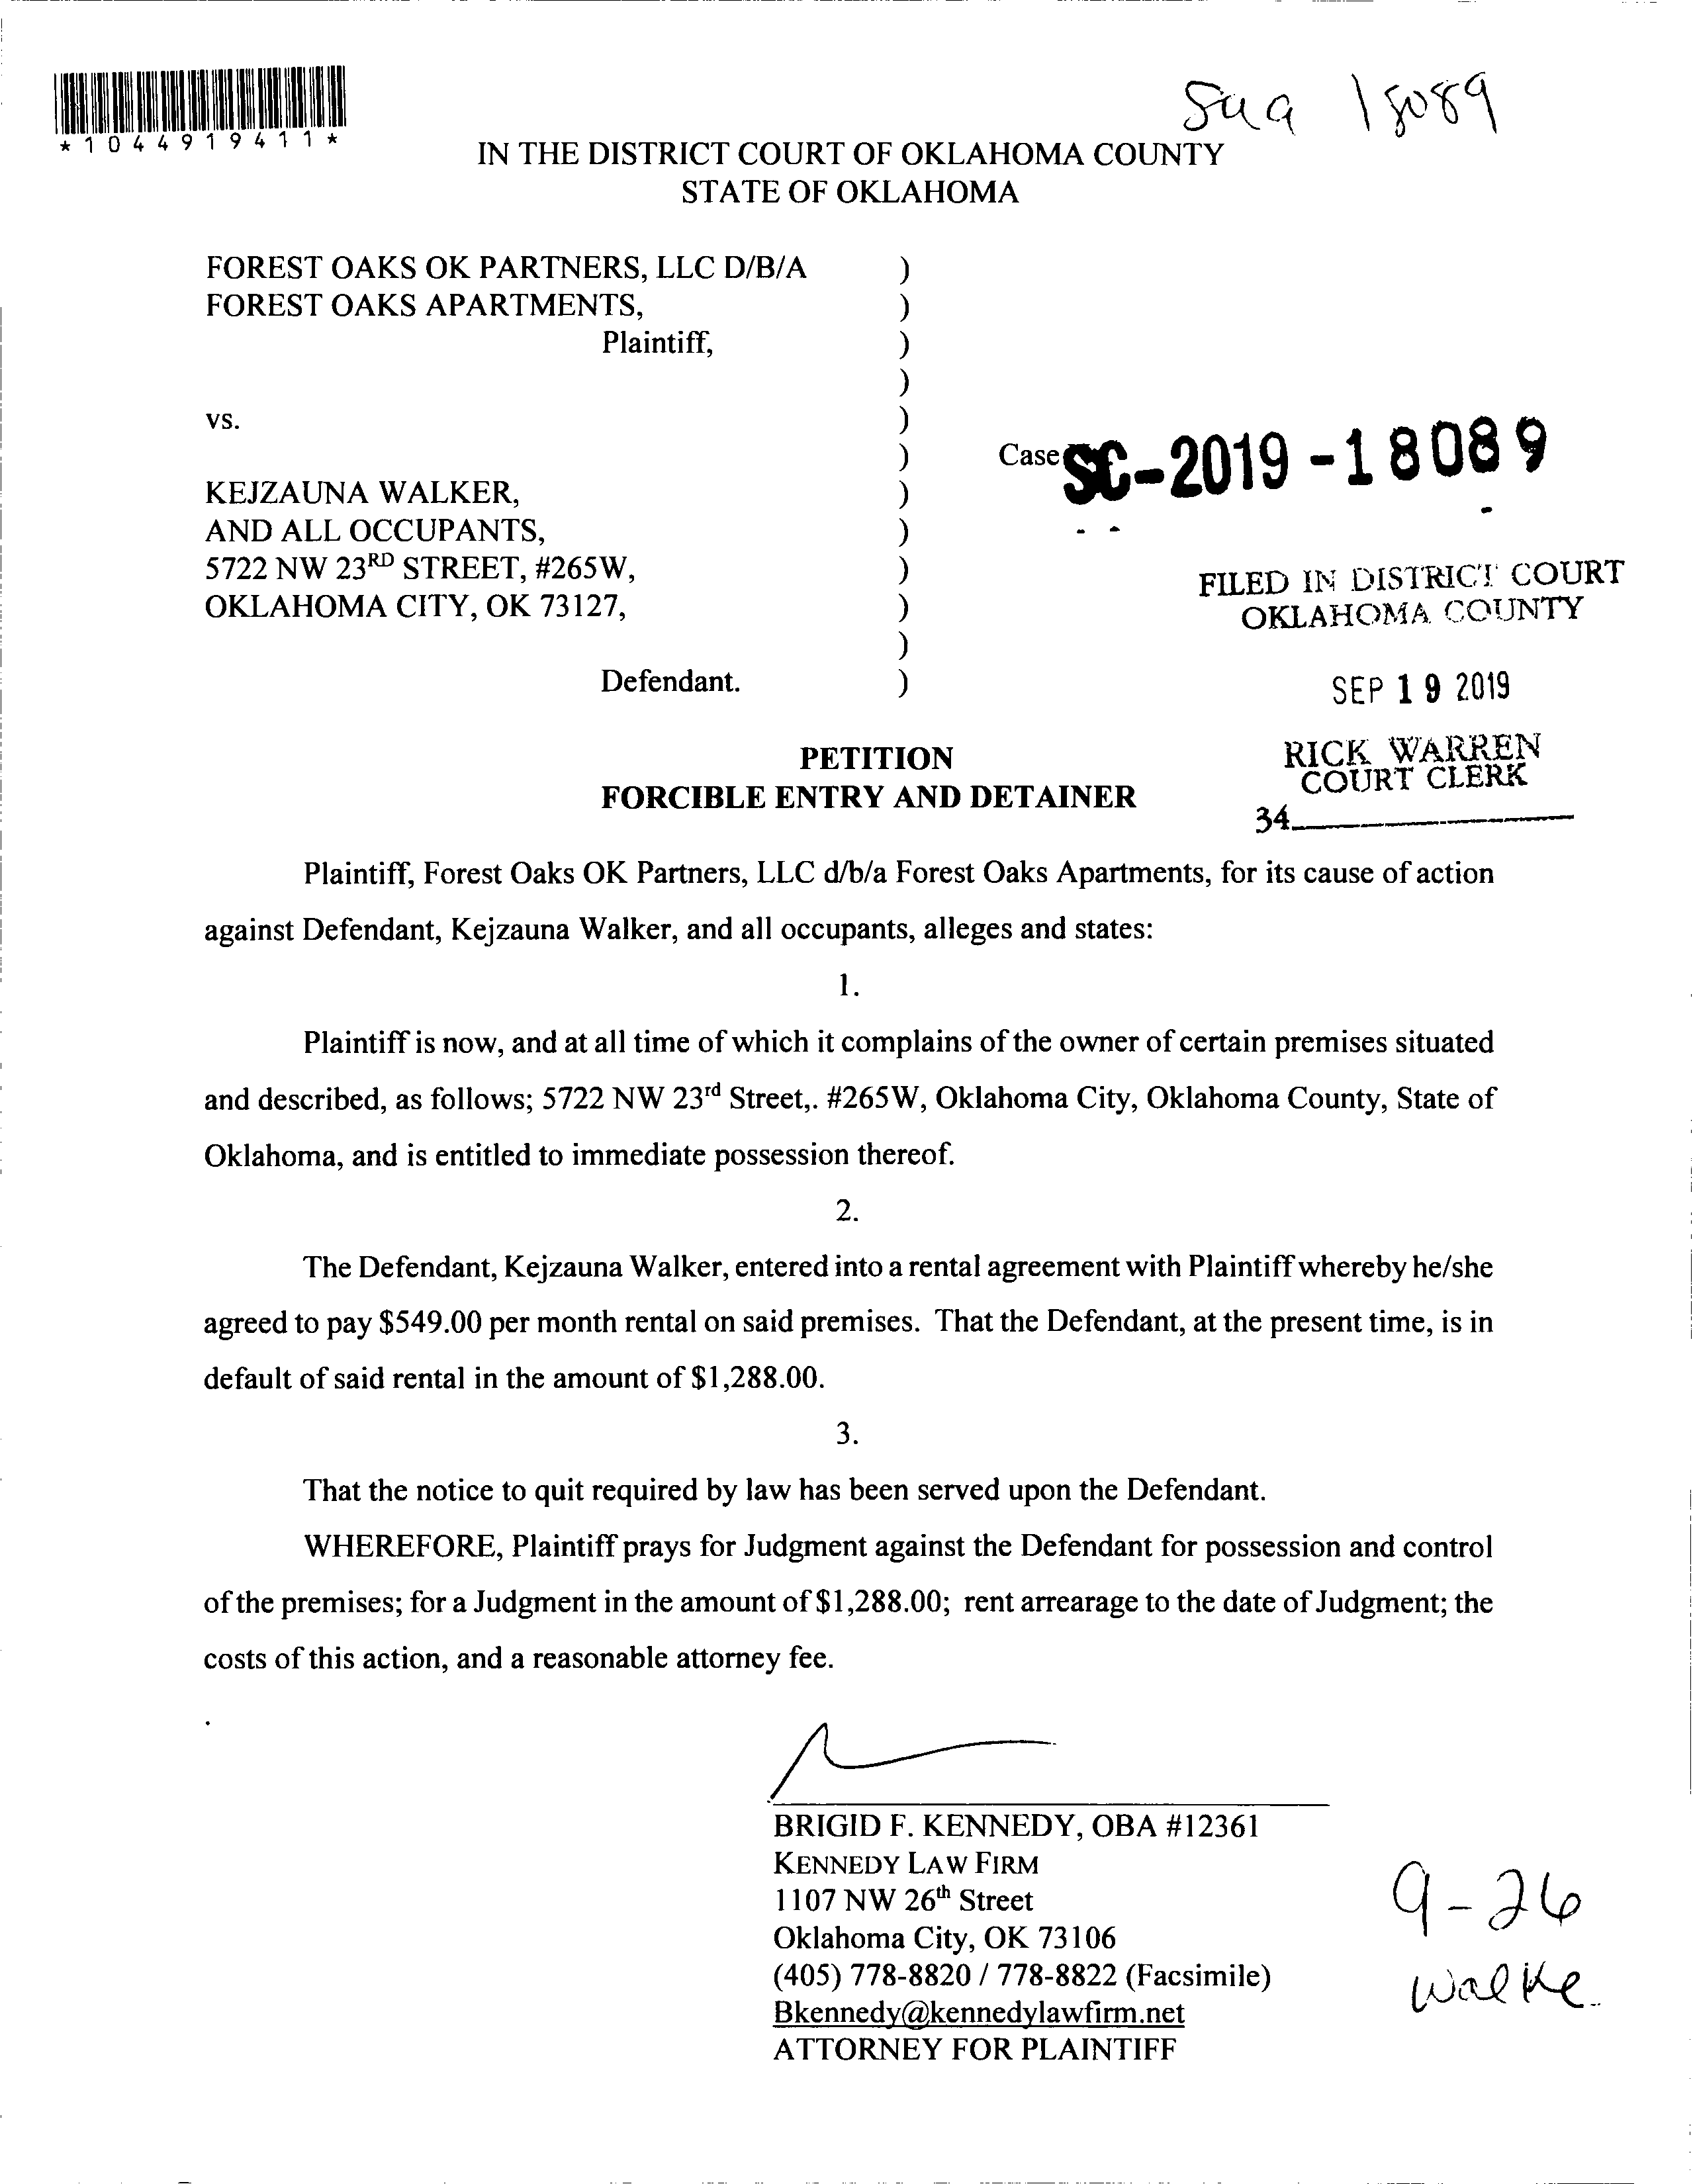 Sua 18089
*1044919411*
IN THE DISTRICT COURT OF OKLAHOMA COUNTY
STATE OF OKLAHOMA
FOREST OAKS OK PARTNERS, LLC D/B/A )
FOREST OAKS APARTMENTS, )
Plaintiff, )
)
vs. )
) Case SC-2019-18089
KEJZAUNA WALKER, )
AND ALL OCCUPANTS, )
5722 NW 23RD STREET, #265W, )
OKLAHOMA CITY, OK 73127, )
)
Defendant. )
FILED IN DISTRICT COURT
OKLAHOMA COUNTY
SEP 19 2019
RICK WARREN
COURT CLERK
34
PETITION
FORCIBLE ENTRY AND DETAINER
Plaintiff, Forest Oaks OK Partners, LLC d/b/a Forest Oaks Apartments, for its cause of action
against Defendant, Kejzauna Walker, and all occupants, alleges and states:
1.
Plaintiff is now, and at all time of which it complains of the owner of certain premises situated
and described, as follows; 5722 NW 23rd Street,. #265W, Oklahoma City, Oklahoma County, State of
Oklahoma, and is entitled to immediate possession thereof.
2.
The Defendant, Kejzauna Walker, entered into a rental agreement with Plaintiff whereby he/she
agreed to pay $549.00 per month rental on said premises. That the Defendant, at the present time, is in
default of said rental in the amount of $1,288.00.
3.
That the notice to quit required by law has been served upon the Defendant.
WHEREFORE, Plaintiff prays for Judgment against the Defendant for possession and control
of the premises; for a Judgment in the amount of $1,288.00; rent arrearage to the date of Judgment; the
costs of this action, and a reasonable attorney fee.
BRIGID F. KENNEDY, OBA #12361
KENNEDY LAW FIRM
1107 NW 26th Street
Oklahoma City, OK 73106
(405) 778-8820 / 778-8822 (Facsimile)
Bkennedy@kennedylawfirm.net
ATTORNEY FOR PLAINTIFF
9-26
Walke